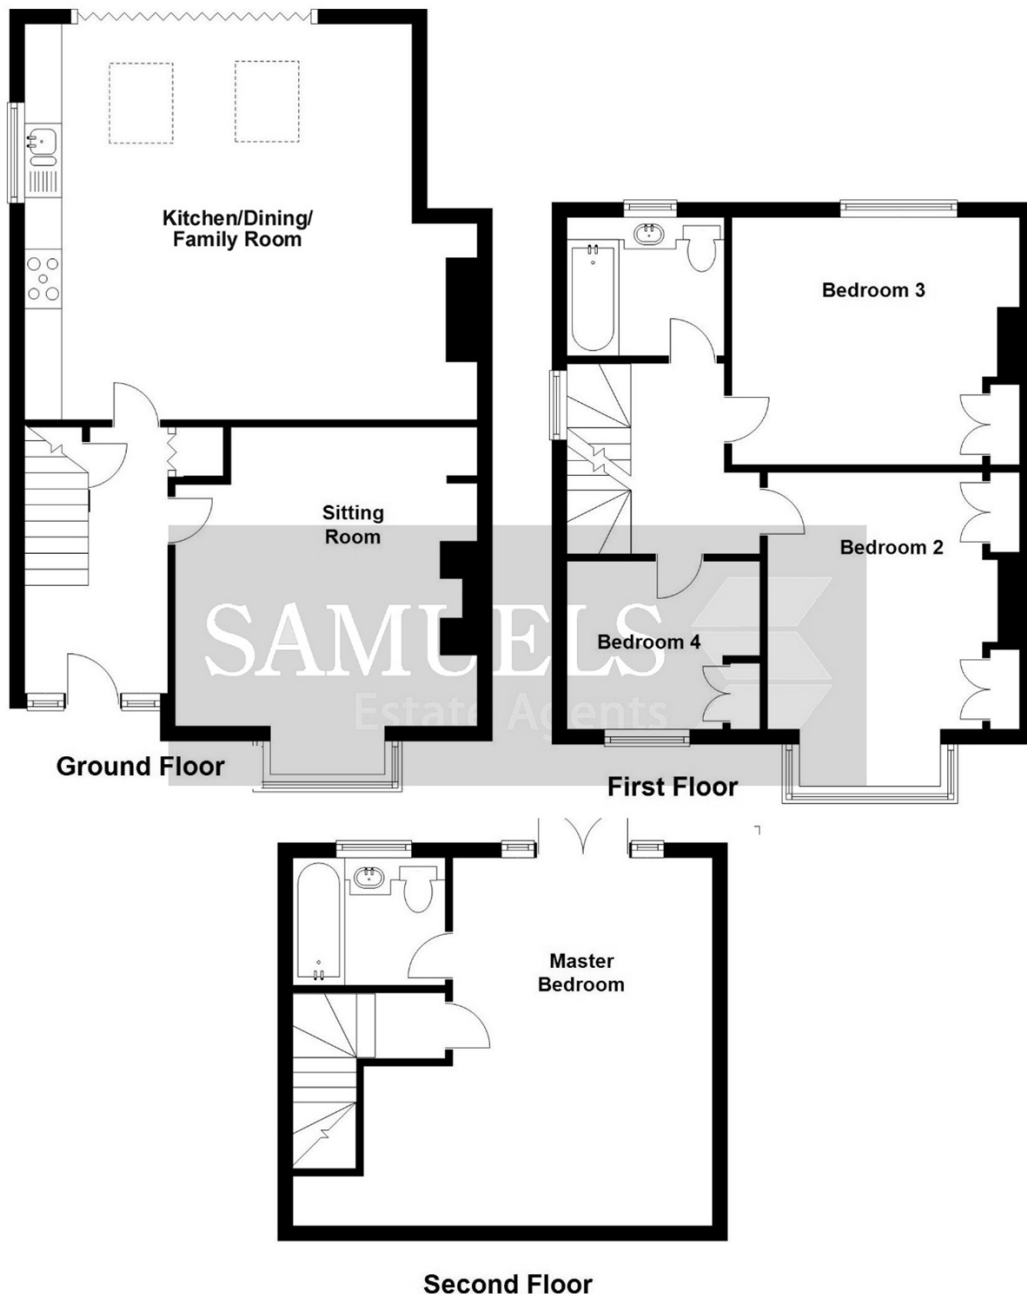 Kitchen/Dining/
Family Room
Sitting
Room
Ground Floor
Bedroom 3
Bedroom 2
Bedroom 4
First Floor
SAMUELS
Estate Agents
Master
Bedroom
Second Floor